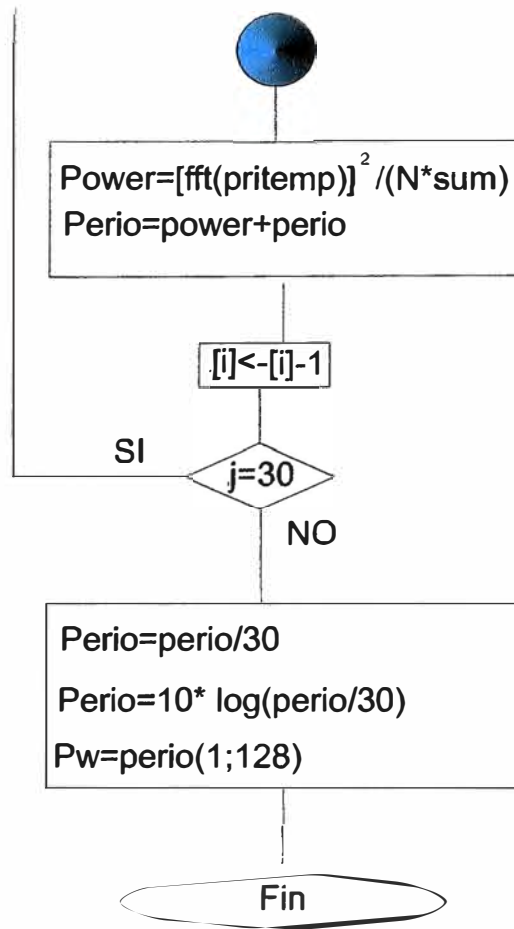 Power=[fft(pritemp)]²/(N*sum)
Perio=power+perio
[i]<-[i]-1
SI
j=30
NO
Perio=perio/30
Perio=10* log(perio/30)
Pw=perio(1;128)
Fin